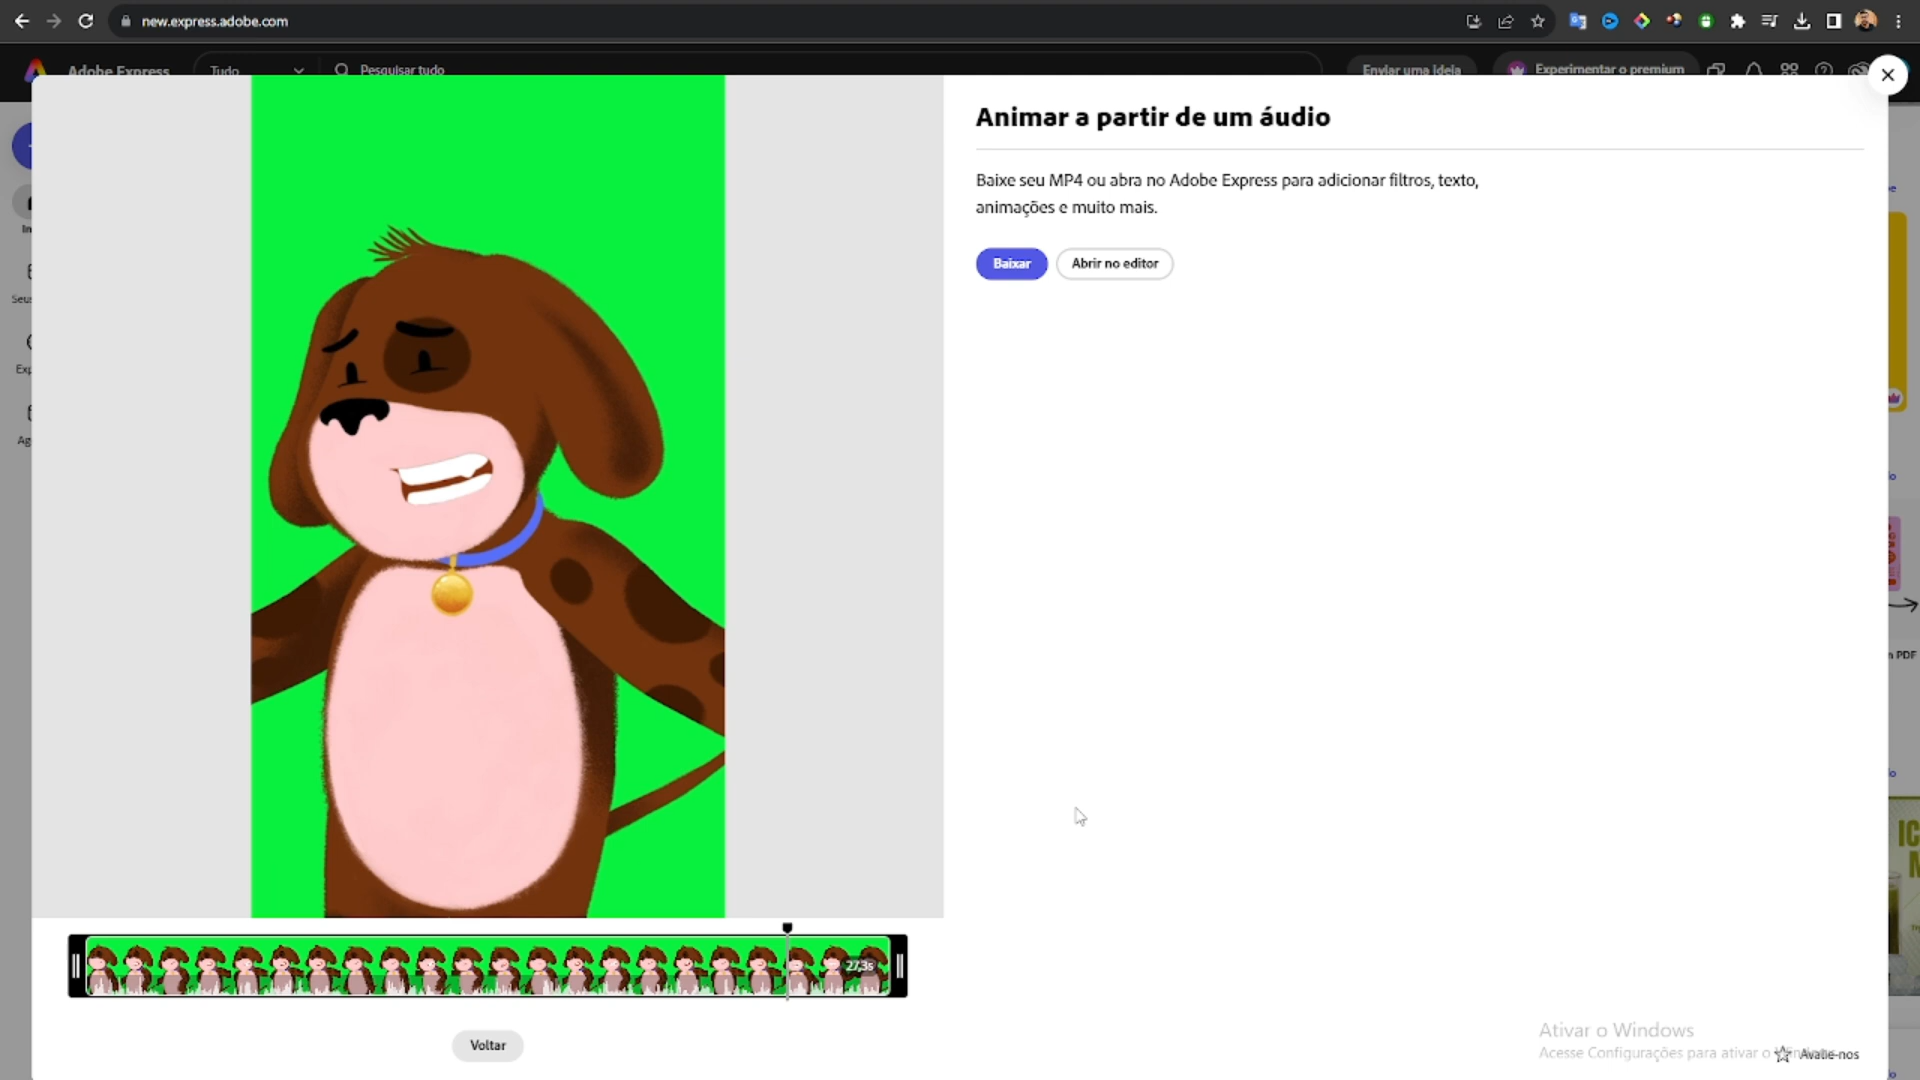 new.express.adobe.com
Adobe Express
Tudo
Pesquisar tudo
Enviar uma ideia
Experimentar o premium
Animar a partir de um áudio
Baixe seu MP4 ou abra no Adobe Express para adicionar filtros, texto,
animações e muito mais.
Baixar
Abrir no editor
Seus
Exp
27,3s
Voltar
PDF
Ativar o Windows
Acesse Configurações para ativar o
Avalie-nos